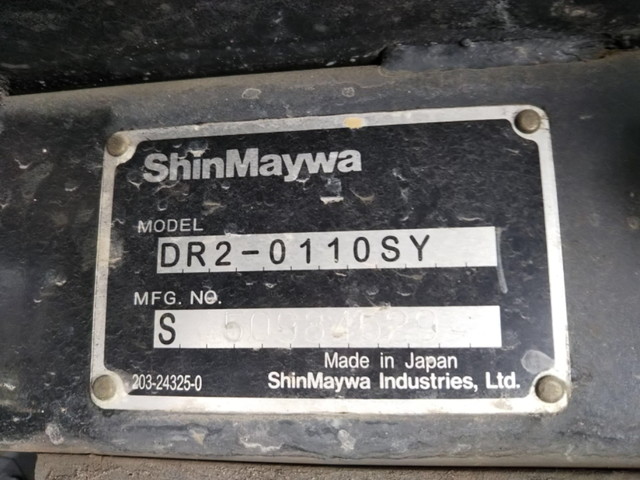 ShinMaywa
MODEL
DR2-0110SY
MFG. NO.
S
Made in Japan
203-24325-0 ShinMaywa Industries, Ltd.